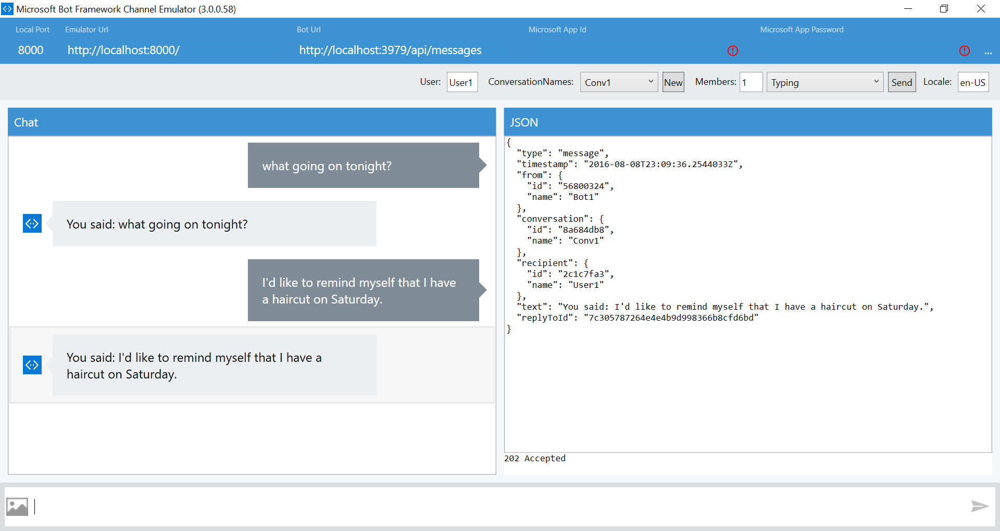 Microsoft Bot Framework Channel Emulator (3.0.0.58)
Local Port Emulator Url Bot Url Microsoft App Id Microsoft App Password
8000 http://localhost:8000/ http://localhost:3979/api/messages ...
User: User1 ConversationNames: Conv1 New Members: 1 Typing Send Locale: en-US
Chat
what going on tonight?
You said: what going on tonight?
I'd like to remind myself that I have
a haircut on Saturday.
You said: I'd like to remind myself that I have a
haircut on Saturday.
JSON
{
"type": "message",
"timestamp": "2016-08-08T23:09:36.2544033Z",
"from": {
"id": "56800324",
"name": "Bot1"
},
"conversation": {
"id": "8a684db8",
"name": "Conv1"
},
"recipient": {
"id": "2c1c7fa3",
"name": "User1"
},
"text": "You said: I'd like to remind myself that I have a haircut on Saturday.",
"replyToId": "7c305787264e4e4b9d998366b8cfd6bd"
}
202 Accepted